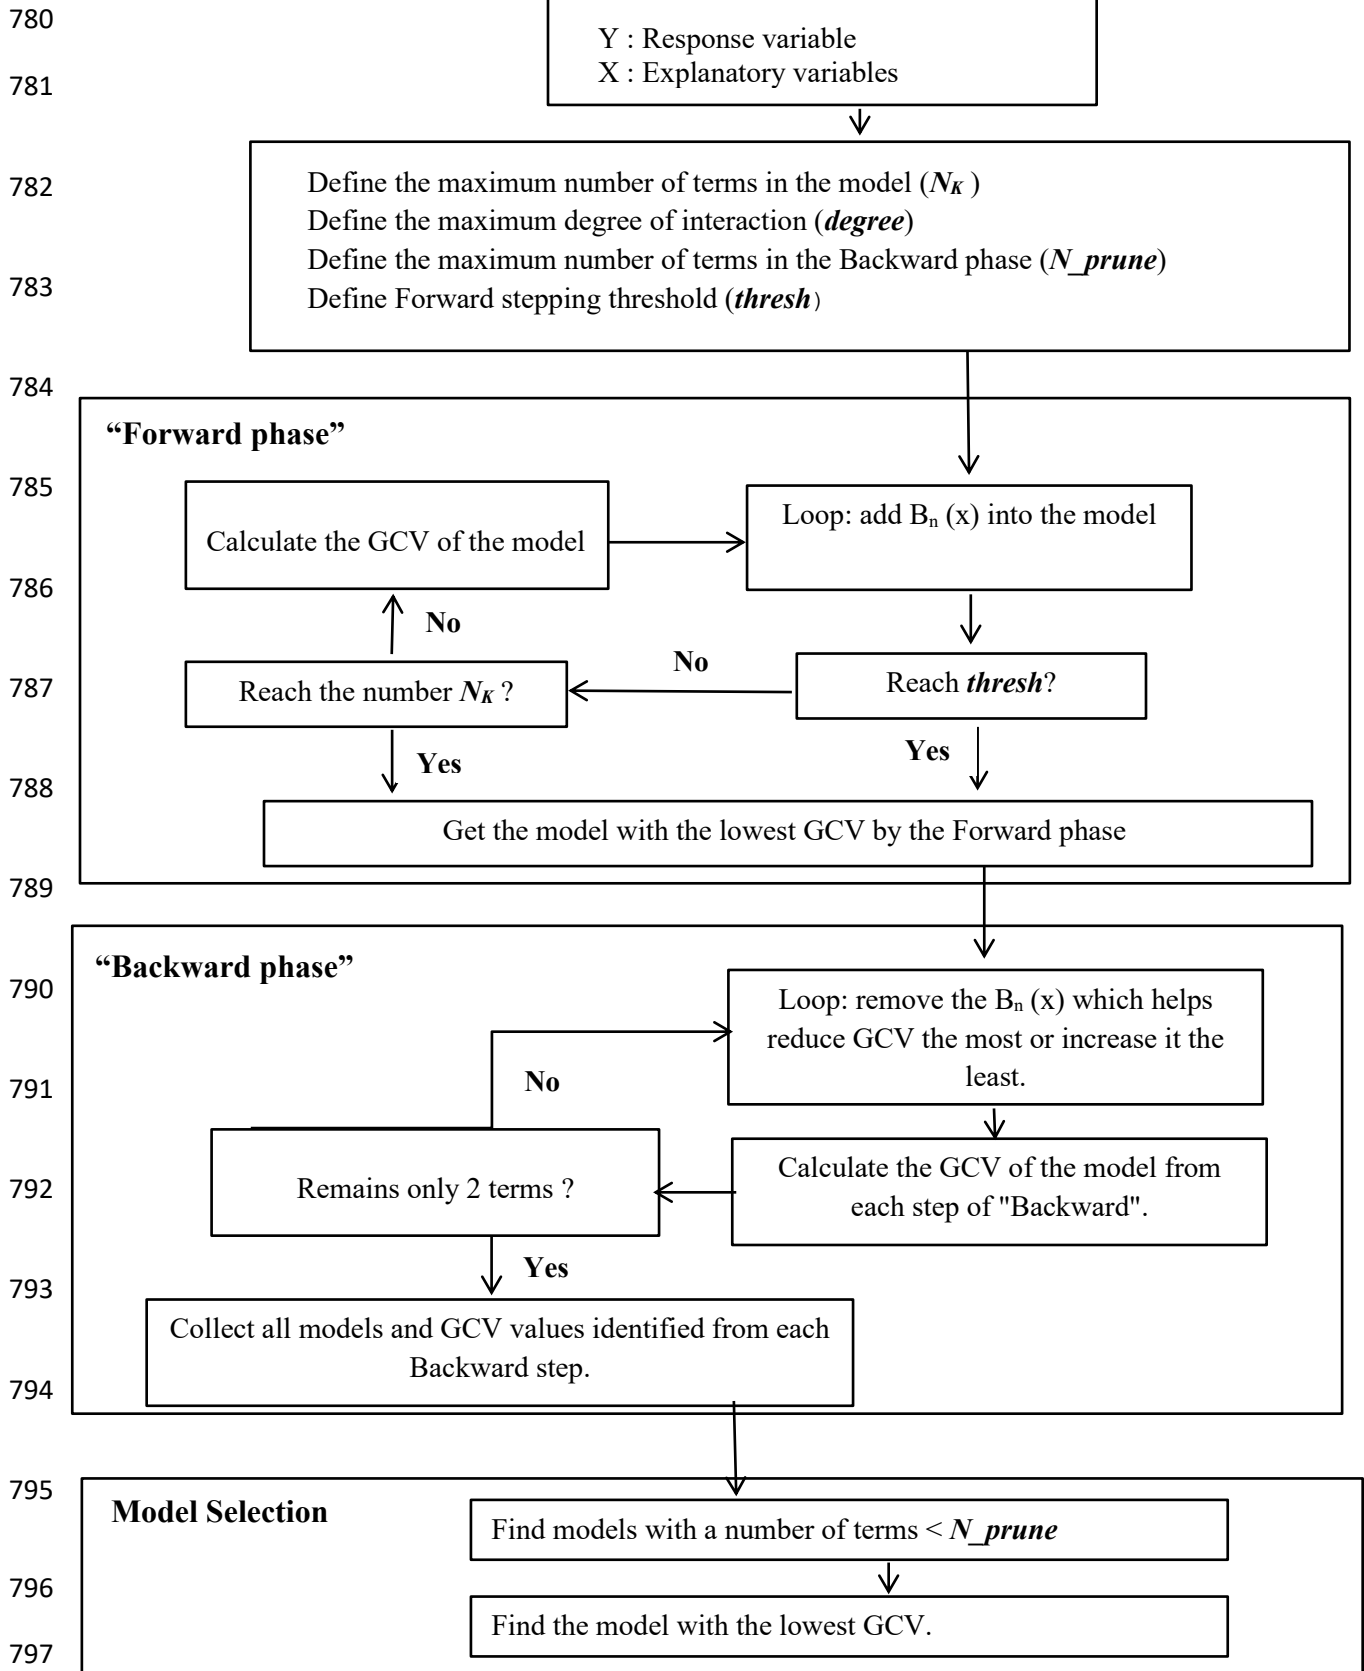 780
Y : Response variable
X : Explanatory variables
781
782
Define the maximum number of terms in the model (N_K )
Define the maximum degree of interaction (degree)
Define the maximum number of terms in the Backward phase (N_prune)
783
Define Forward stepping threshold (thresh)
784
“Forward phase”
785
Calculate the GCV of the model
Loop: add Bn (x) into the model
786
No
No
787
Reach the number NK ?
Reach thresh?
Yes
Yes
788
Get the model with the lowest GCV by the Forward phase
789
“Backward phase”
790
Loop: remove the Bn (x) which helps
reduce GCV the most or increase it the
least.
791
No
792
Remains only 2 terms ?
Calculate the GCV of the model from
each step of "Backward".
793
Yes
Collect all models and GCV values identified from each
Backward step.
794
795
Model Selection
Find models with a number of terms < N_prune
796
Find the model with the lowest GCV.
797